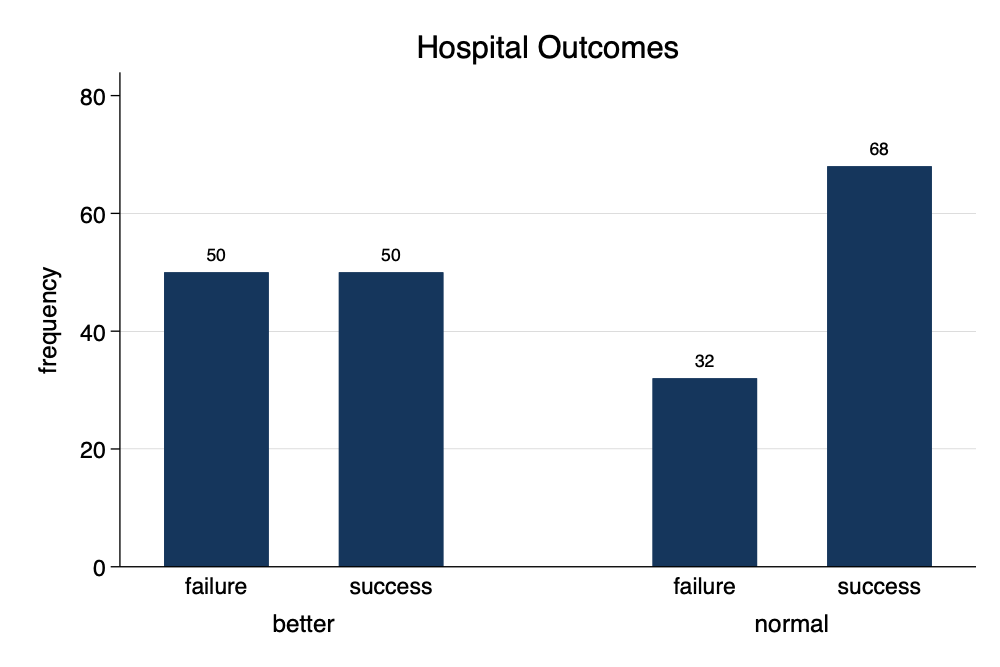 Hospital Outcomes
80
60
40
20
0
frequency
50
50
32
68
failure success failure success
better normal